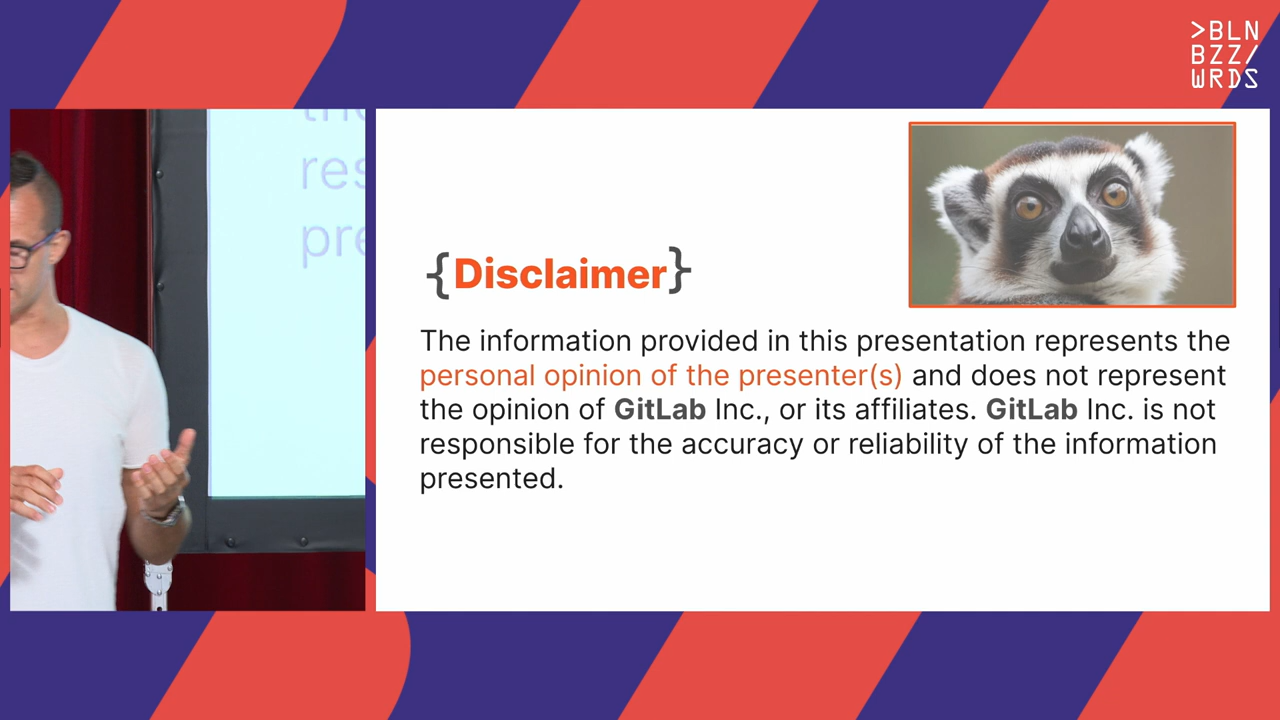 >BLN
BZZ/
WRDS
res
pre
{Disclaimer}
The information provided in this presentation represents the
personal opinion of the presenter(s) and does not represent
the opinion of GitLab Inc., or its affiliates. GitLab Inc. is not
responsible for the accuracy or reliability of the information
presented.